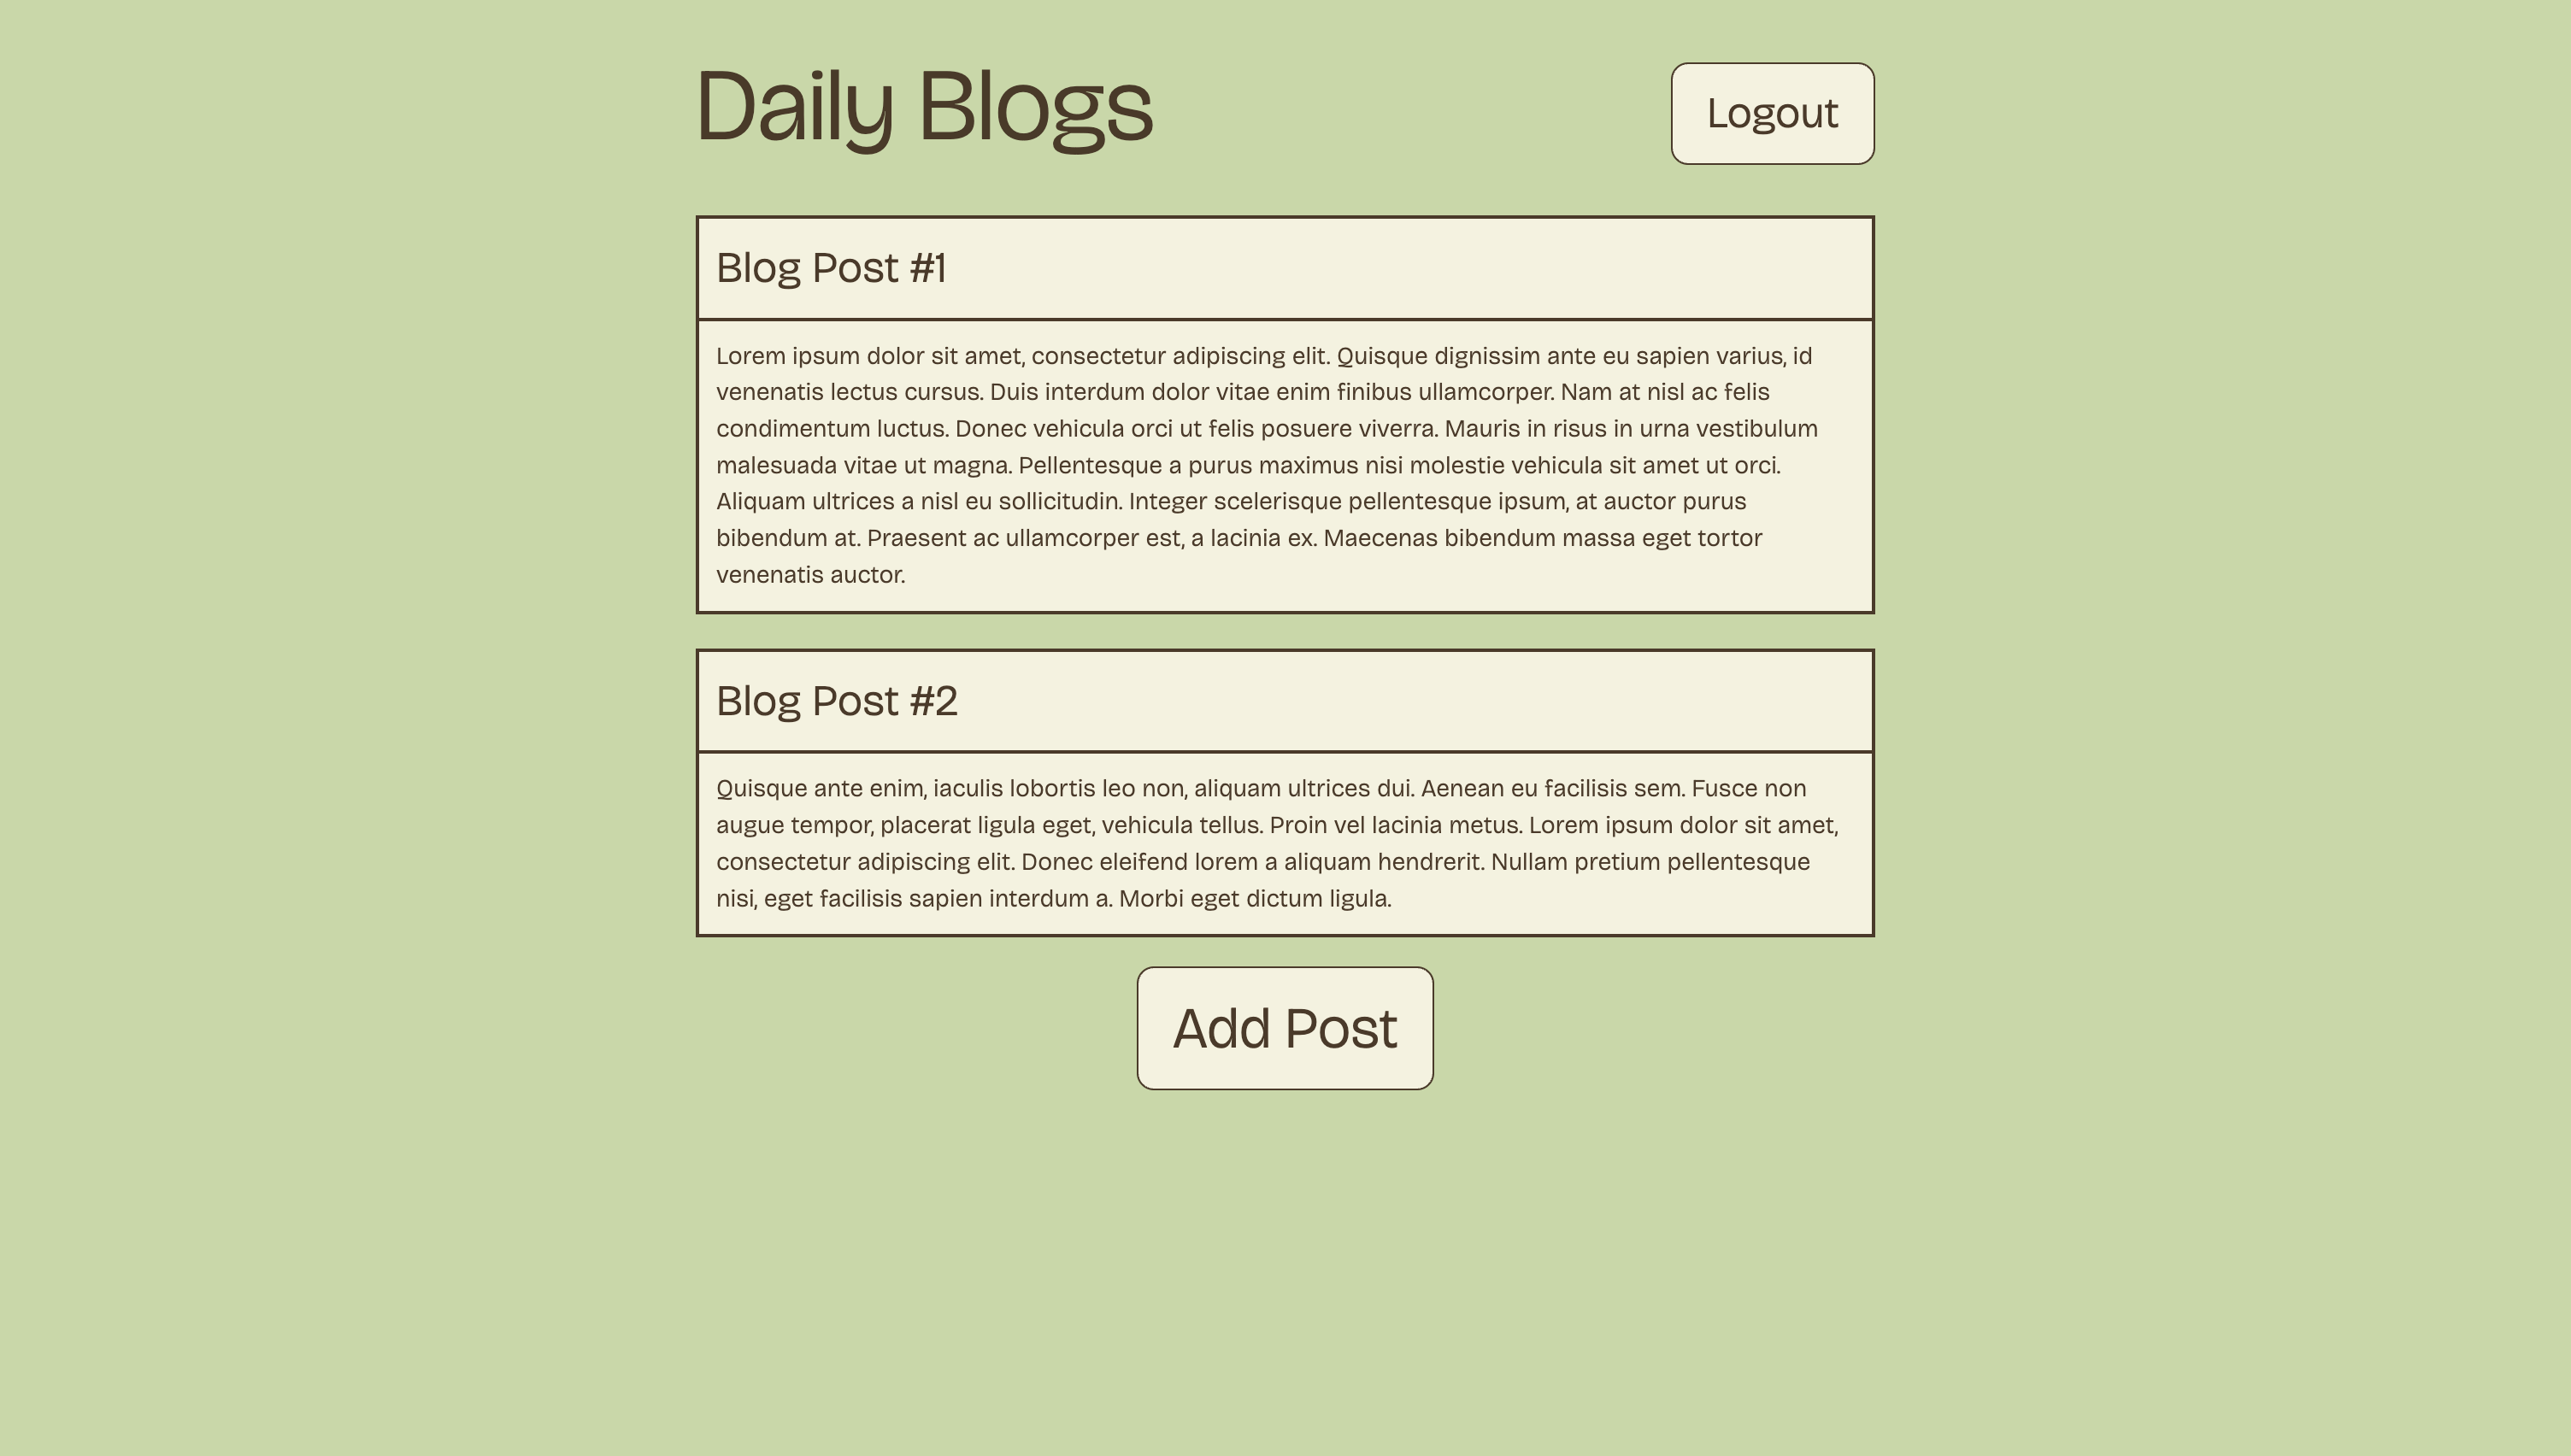 Daily Blogs
Logout
Blog Post #1
Lorem ipsum dolor sit amet, consectetur adipiscing elit. Quisque dignissim ante eu sapien varius, id
venenatis lectus cursus. Duis interdum dolor vitae enim finibus ullamcorper. Nam at nisl ac felis
condimentum luctus. Donec vehicula orci ut felis posuere viverra. Mauris in risus in urna vestibulum
malesuada vitae ut magna. Pellentesque a purus maximus nisi molestie vehicula sit amet ut orci.
Aliquam ultrices a nisl eu sollicitudin. Integer scelerisque pellentesque ipsum, at auctor purus
bibendum at. Praesent ac ullamcorper est, a lacinia ex. Maecenas bibendum massa eget tortor
venenatis auctor.
Blog Post #2
Quisque ante enim, iaculis lobortis leo non, aliquam ultrices dui. Aenean eu facilisis sem. Fusce non
augue tempor, placerat ligula eget, vehicula tellus. Proin vel lacinia metus. Lorem ipsum dolor sit amet,
consectetur adipiscing elit. Donec eleifend lorem a aliquam hendrerit. Nullam pretium pellentesque
nisi, eget facilisis sapien interdum a. Morbi eget dictum ligula.
Add Post